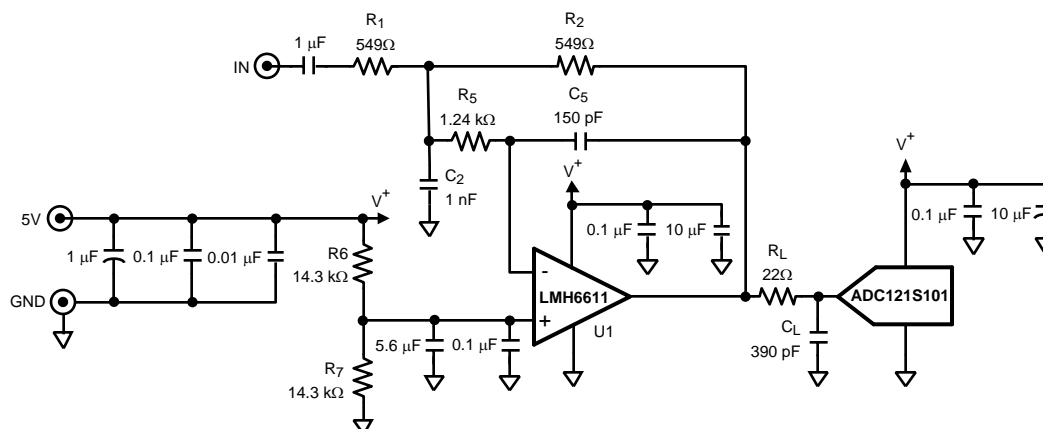 R1
549Ω
1 µF
IN
R2
549Ω
R5
1.24 kΩ
C5
150 pF
C2
1 nF
V+
5V
GND
1 µF
0.1 µF
0.01 µF
R6
14.3 kΩ
V+
0.1 µF
10 µF
-
LMH6611
+
U1
5.6 µF
0.1 µF
R7
14.3 kΩ
RL
22Ω
CL
390 pF
V+
0.1 µF
10 µF
ADC121S101